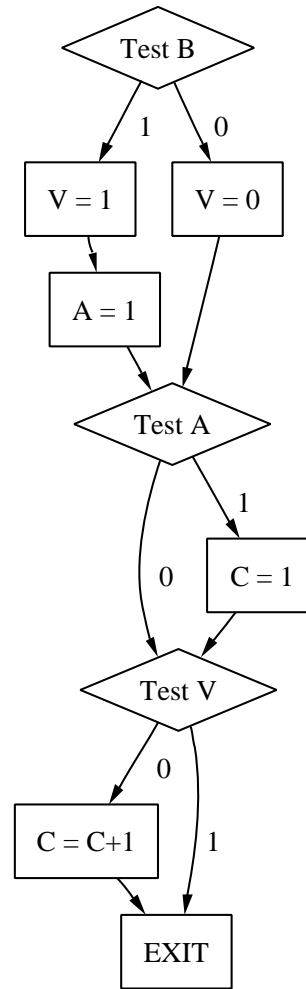 Test B
1
0
V = 1
V = 0
A = 1
Test A
1
0
C = 1
Test V
0
1
C = C+1
EXIT